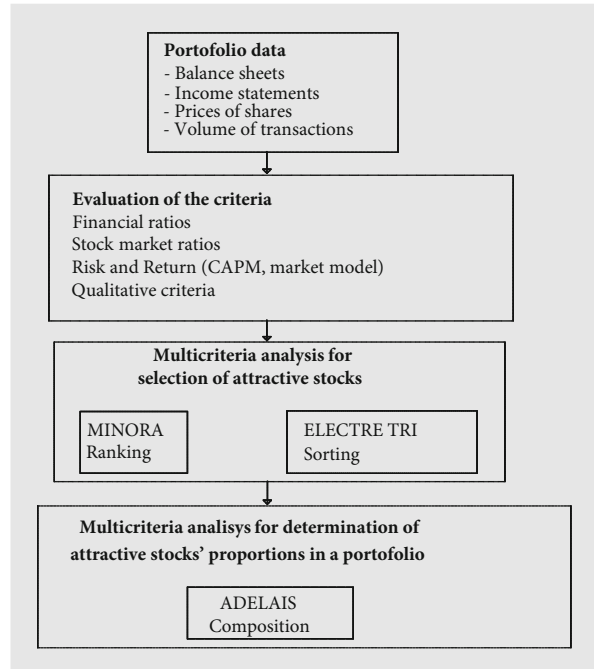 Portofolio data
- Balance sheets
- Income statements
- Prices of shares
- Volume of transactions
Evaluation of the criteria
Financial ratios
Stock market ratios
Risk and Return (CAPM, market model)
Qualitative criteria
Multicriteria analysis for
selection of attractive stocks
MINORA
Ranking
ELECTRE TRI
Sorting
Multicriteria analisys for determination of
attractive stocks' proportions in a portofolio
ADELAIS
Composition